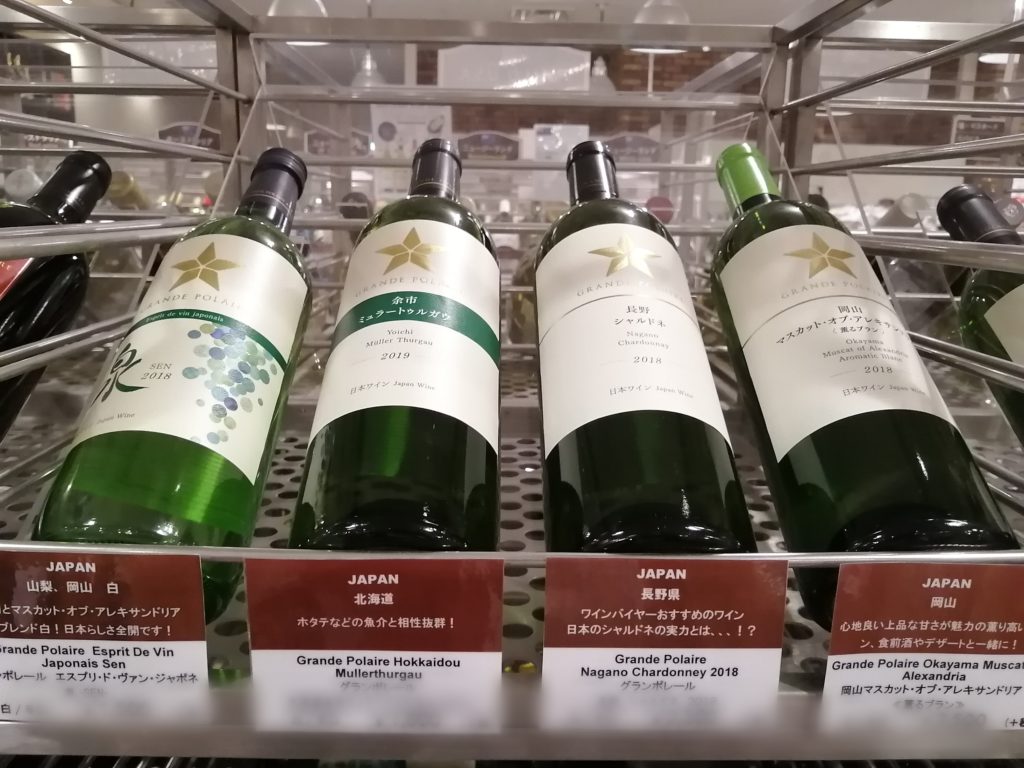 GRANDE POLAIRE
Esprit de vin japonais
泉
SEN
2018
Japan Wine
GRANDE POLAIRE
余市
ミュラートゥルガウ
Yoichi
Müller Thurgau
2019
日本ワイン Japan Wine
GRANDE POLAIRE
長野
シャルドネ
Nagano
Chardonnay
2018
日本ワイン Japan Wine
GRANDE POLAIRE
岡山
マスカット・オブ・アレキサンドリア
〈薫るブラン〉
Okayama
Muscat of Alexandria
Aromatic Blanc
2018
日本ワイン Japan Wine
JAPAN
山梨、岡山 白
とマスカット・オブ・アレキサンドリア
ブレンド白！日本らしさ全開です！
Grande Polaire Esprit De Vin
Japonais Sen
ポレール エスプリ・ド・ヴァン・ジャポネ
白 /
JAPAN
北海道
ホタテなどの魚介と相性抜群！
Grande Polaire Hokkaidou
Mullerthurgau
グランポレール
JAPAN
長野県
ワインバイヤーおすすめのワイン
日本のシャルドネの実力とは、、、！？
Grande Polaire
Nagano Chardonney 2018
グランポレール
JAPAN
岡山
心地良い上品な甘さが魅力の薫り高い
ン、食前酒やデザートと一緒に！
Grande Polaire Okayama Muscat
Alexandria
岡山マスカット・オブ・アレキサンドリア
≪薫るブラン≫